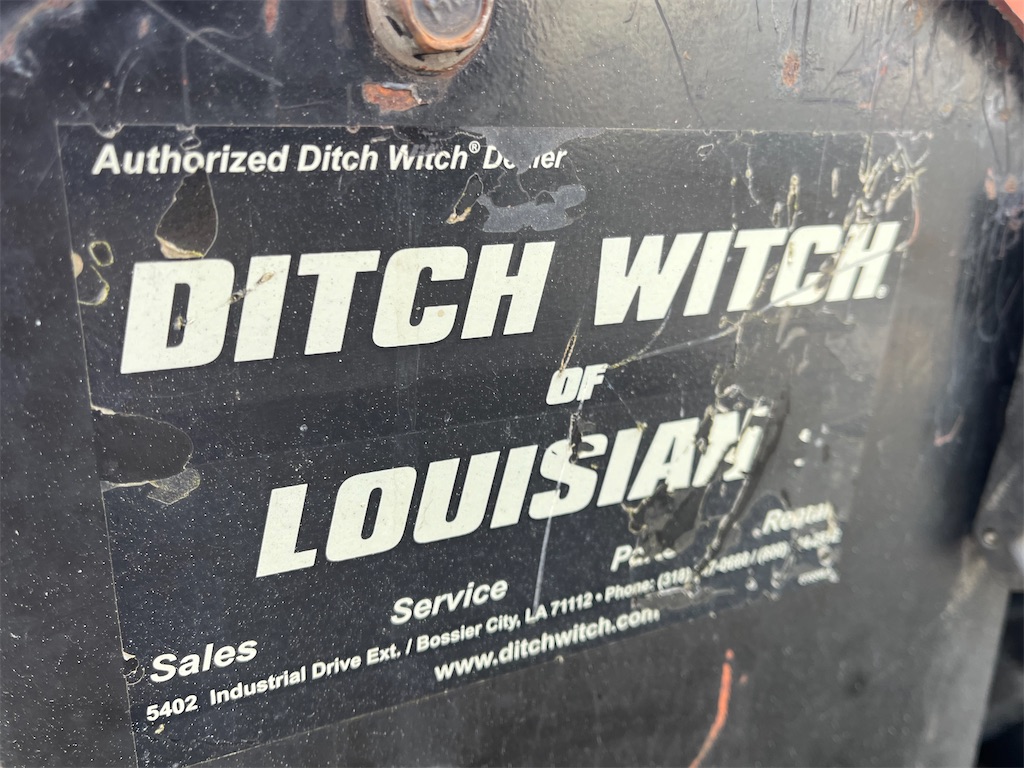 Authorized Ditch Witch® Dealer
DITCH WITCH®
OF
LOUISIAN
Sales Service Parts
5402 Industrial Drive Ext. / Bossier City, LA 71112 • Phone: (318)
www.ditchwitch.com